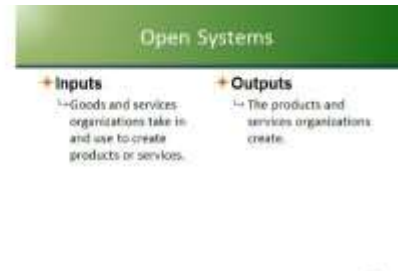 Open Systems
Inputs
Goods and services
organizations take in
and use to create
products or services.
Outputs
The products and
services organizations
create.